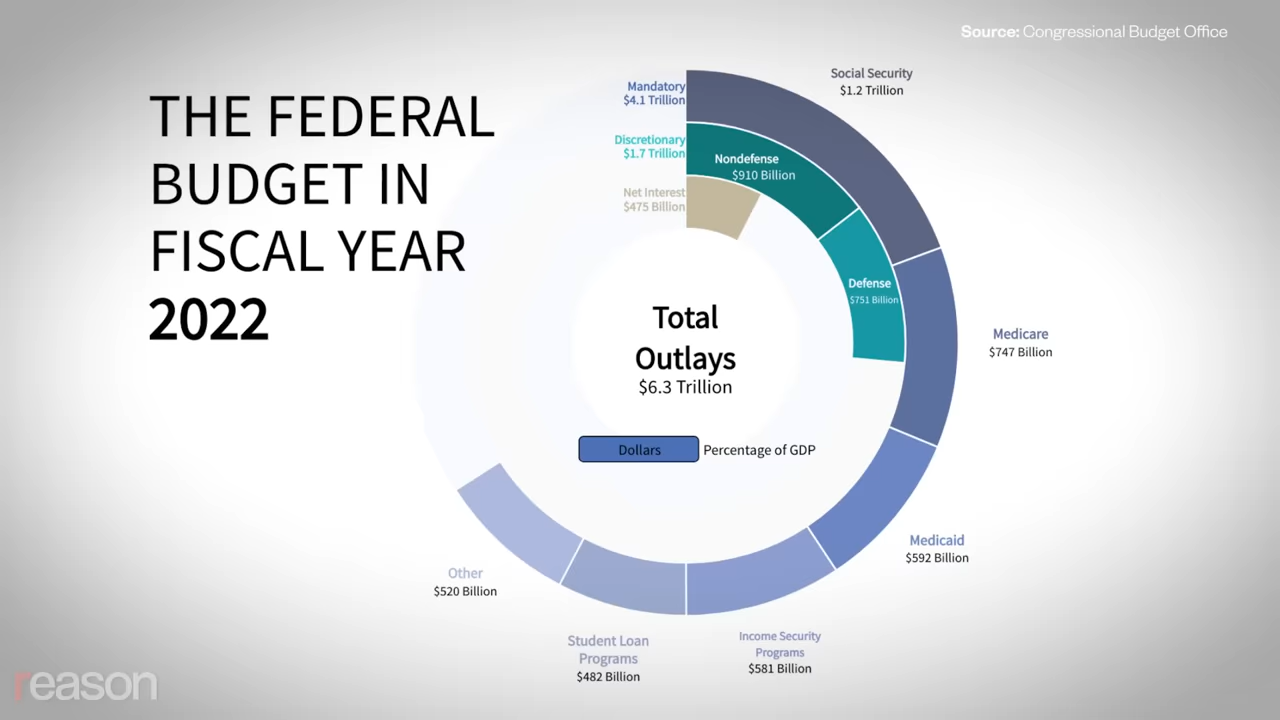 Source: Congressional Budget Office
THE FEDERAL
BUDGET IN
FISCAL YEAR
2022
Mandatory
$4.1 Trillion
Discretionary
$1.7 Trillion
Net Interest
$475 Billion
Social Security
$1.2 Trillion
Nondefense
$910 Billion
Defense
$751 Billion
Medicare
$747 Billion
Total
Outlays
$6.3 Trillion
Dollars
Percentage of GDP
Medicaid
$592 Billion
Other
$520 Billion
Student Loan
Programs
$482 Billion
Income Security
Programs
$581 Billion
reason